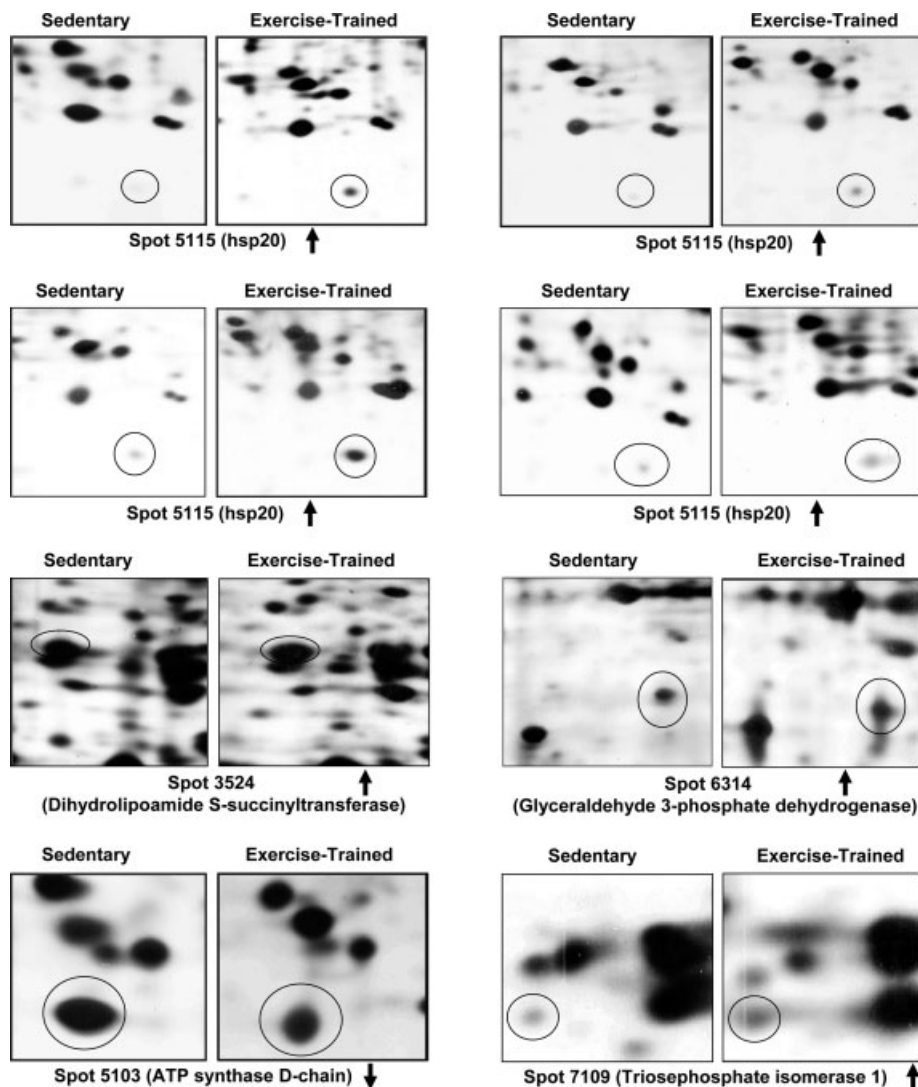 Sedentary Exercise-Trained Sedentary Exercise-Trained
Spot 5115 (hsp20) ↑ Spot 5115 (hsp20) ↑
Sedentary Exercise-Trained Sedentary Exercise-Trained
Spot 5115 (hsp20) ↑ Spot 5115 (hsp20) ↑
Sedentary Exercise-Trained Sedentary Exercise-Trained
Spot 3524 ↑ Spot 6314 ↑
(Dihydrolipoamide S-succinyltransferase) (Glyceraldehyde 3-phosphate dehydrogenase)
Sedentary Exercise-Trained Sedentary Exercise-Trained
Spot 5103 (ATP synthase D-chain) ↓ Spot 7109 (Triosephosphate isomerase 1) ↑